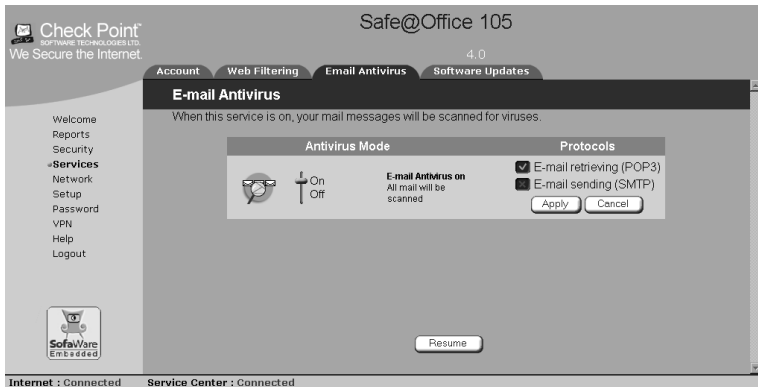 Check Point™
SOFTWARE TECHNOLOGIES LTD.
We Secure the Internet.
Safe@Office 105
4.0
Account
Web Filtering
Email Antivirus
Software Updates
E-mail Antivirus
When this service is on, your mail messages will be scanned for viruses.
Welcome
Reports
Security
Services
Network
Setup
Password
VPN
Help
Logout
Antivirus Mode
Protocols
On
Off
E-mail Antivirus on
All mail will be
scanned
E-mail retrieving (POP3)
E-mail sending (SMTP)
Apply
Cancel
SofaWare
Embedded
Resume
Internet : Connected
Service Center : Connected